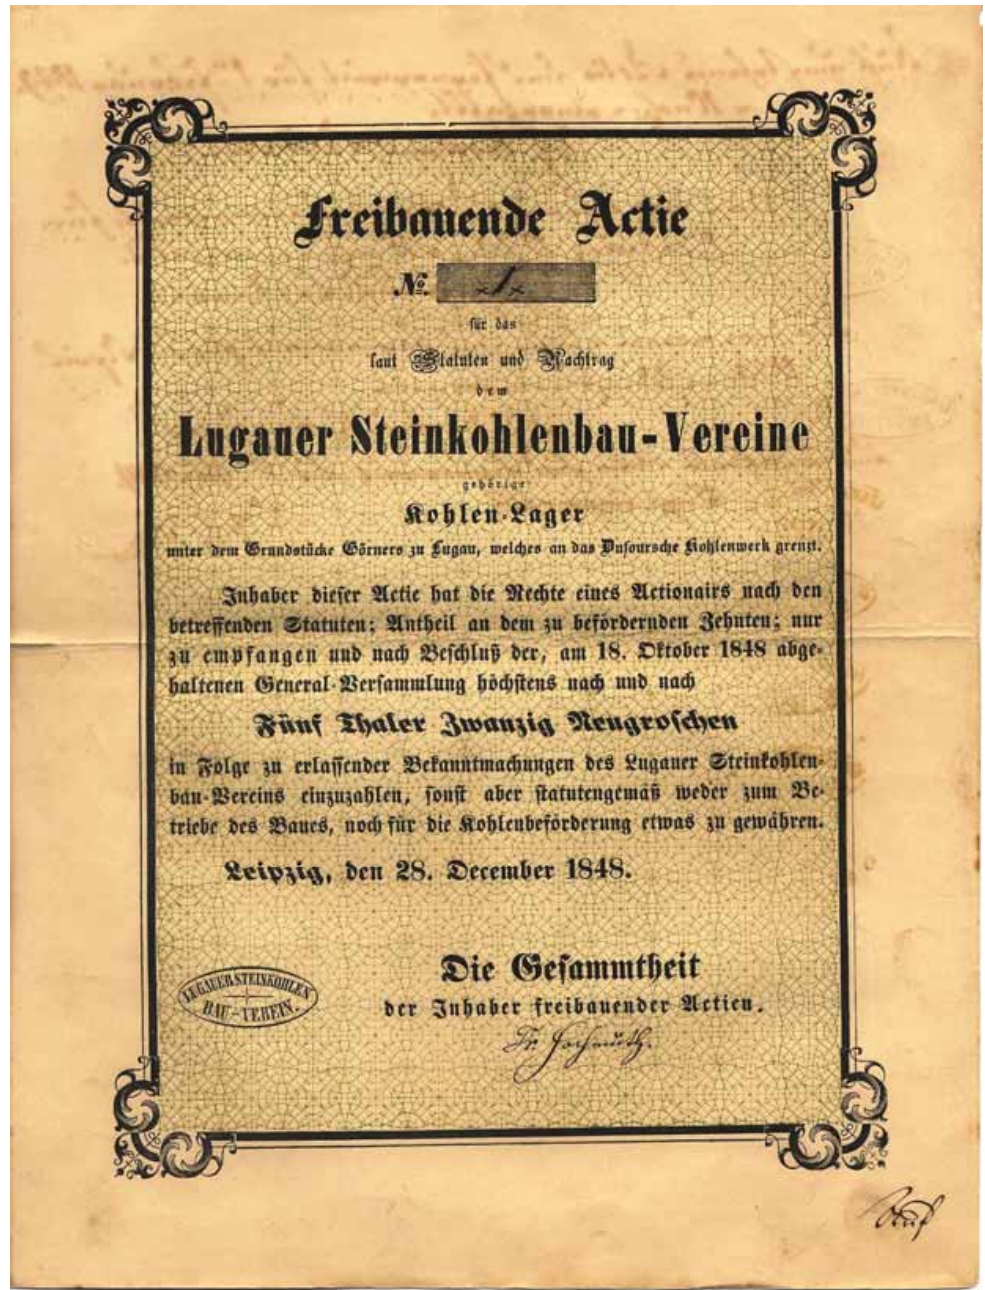 Freibauende Actie
No. 1
für das
laut Statuten und Nachtrag
dem
Lugauer Steinkohlenbau-Vereine
gehörige
Kohlen-Lager
unter dem Grundstücke Görners zu Lugau, welches an das Dufoursche Kohlenwerk grenzt.
Inhaber dieser Actie hat die Rechte eines Actionairs nach den
betreffenden Statuten; Antheil an dem zu befördernden Zehnten; nur
zu empfangen und nach Beschluß der, am 18. Oktober 1848 abge-
haltenen General-Versammlung höchstens nach und nach
Fünf Thaler Zwanzig Neugroschen
in Folge zu erlassender Bekanntmachungen des Lugauer Steinkohlen-
bau-Vereins einzuzahlen, sonst aber statutengemäß weder zum Be-
triebe des Baues, noch für die Kohlenbeförderung etwas zu gewähren.
Leipzig, den 28. December 1848.
Die Gesammtheit
der Inhaber freibauender Actien.
LUGAUER STEINKOHLEN
BAU-VEREIN.
Hochmuth.